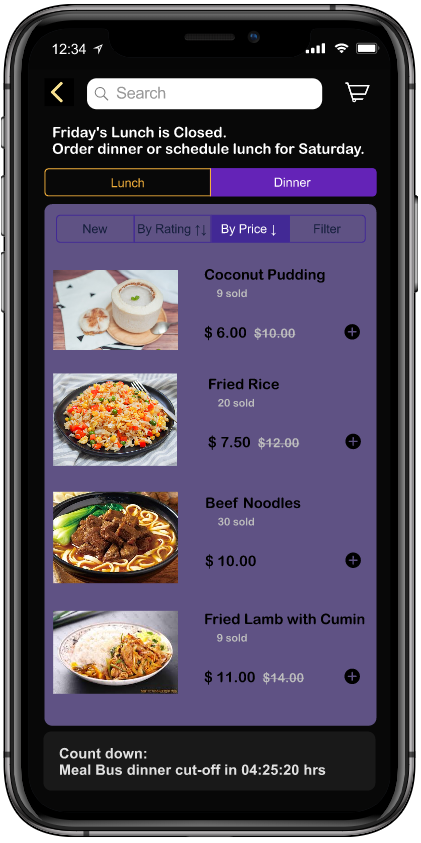 12:34
Search
Friday's Lunch is Closed.
Order dinner or schedule lunch for Saturday.
Lunch
Dinner
New
By Rating ↑↓
By Price ↓
Filter
Coconut Pudding
9 sold
$ 6.00 $10.00
Fried Rice
20 sold
$ 7.50 $12.00
Beef Noodles
30 sold
$ 10.00
Fried Lamb with Cumin
9 sold
$ 11.00 $14.00
Count down:
Meal Bus dinner cut-off in 04:25:20 hrs